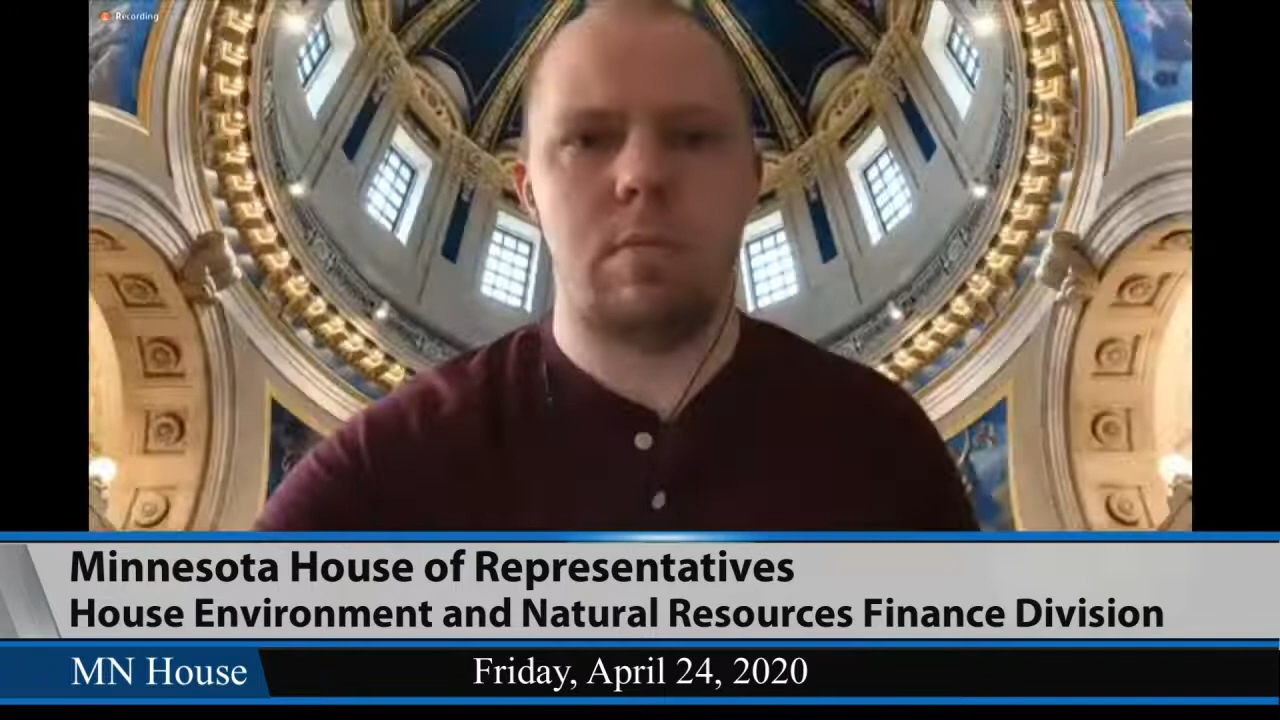 Recording
Minnesota House of Representatives
House Environment and Natural Resources Finance Division
MN House
Friday, April 24, 2020